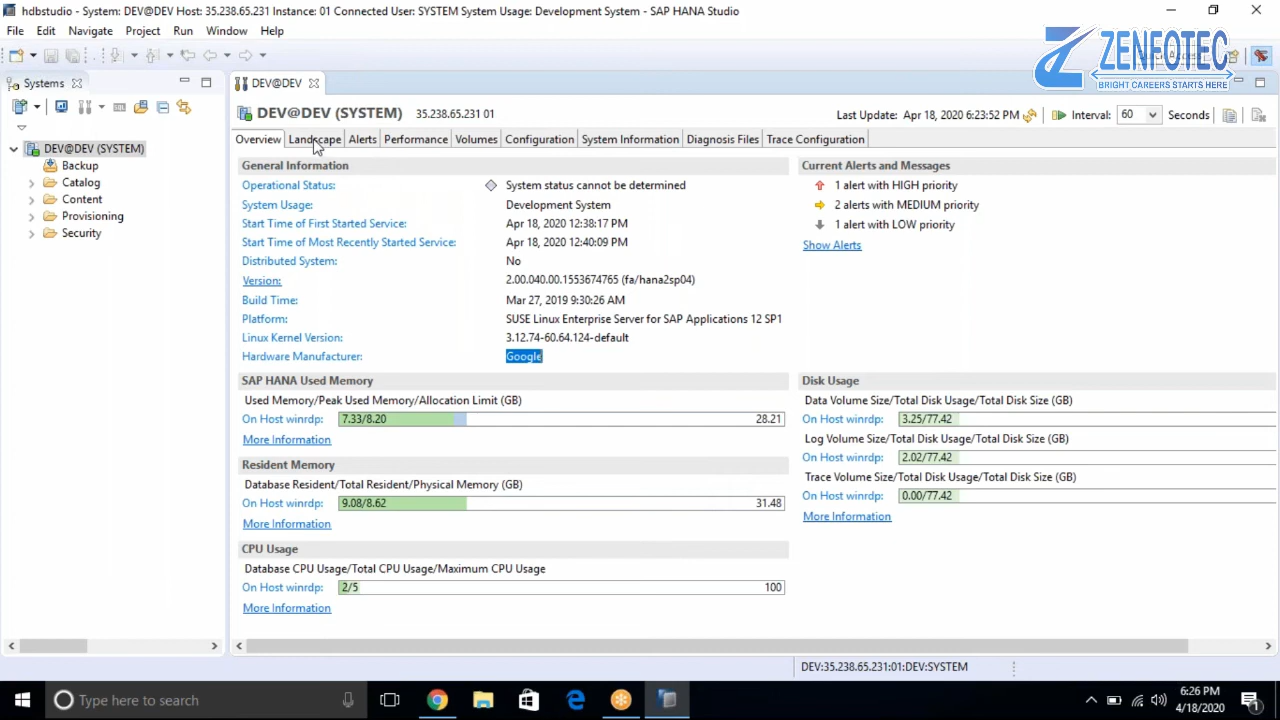 hdbstudio - System: DEV@DEV Host: 35.238.65.231 Instance: 01 Connected User: SYSTEM System Usage: Development System - SAP HANA Studio
File Edit Navigate Project Run Window Help
ZENFOTEC
BRIGHT CAREERS STARTS HERE
Systems
DEV@DEV
DEV@DEV (SYSTEM) 35.238.65.231 01
Last Update: Apr 18, 2020 6:23:52 PM Interval: 60 Seconds
Overview Landscape Alerts Performance Volumes Configuration System Information Diagnosis Files Trace Configuration
DEV@DEV (SYSTEM)
Backup
Catalog
Content
Provisioning
Security
General Information
Operational Status: System status cannot be determined
System Usage: Development System
Start Time of First Started Service: Apr 18, 2020 12:38:17 PM
Start Time of Most Recently Started Service: Apr 18, 2020 12:40:09 PM
Distributed System: No
Version: 2.00.040.00.1553674765 (fa/hana2sp04)
Build Time: Mar 27, 2019 9:30:26 AM
Platform: SUSE Linux Enterprise Server for SAP Applications 12 SP1
Linux Kernel Version: 3.12.74-60.64.124-default
Hardware Manufacturer: Google
Current Alerts and Messages
1 alert with HIGH priority
2 alerts with MEDIUM priority
1 alert with LOW priority
Show Alerts
SAP HANA Used Memory
Used Memory/Peak Used Memory/Allocation Limit (GB)
On Host winrdp: 7.33/8.20 28.21
More Information
Resident Memory
Database Resident/Total Resident/Physical Memory (GB)
On Host winrdp: 9.08/8.62 31.48
More Information
CPU Usage
Database CPU Usage/Total CPU Usage/Maximum CPU Usage
On Host winrdp: 2/5 100
More Information
Disk Usage
Data Volume Size/Total Disk Usage/Total Disk Size (GB)
On Host winrdp: 3.25/77.42
Log Volume Size/Total Disk Usage/Total Disk Size (GB)
On Host winrdp: 2.02/77.42
Trace Volume Size/Total Disk Usage/Total Disk Size (GB)
On Host winrdp: 0.00/77.42
More Information
DEV:35.238.65.231:01:DEV:SYSTEM
Type here to search
6:26 PM
4/18/2020
1